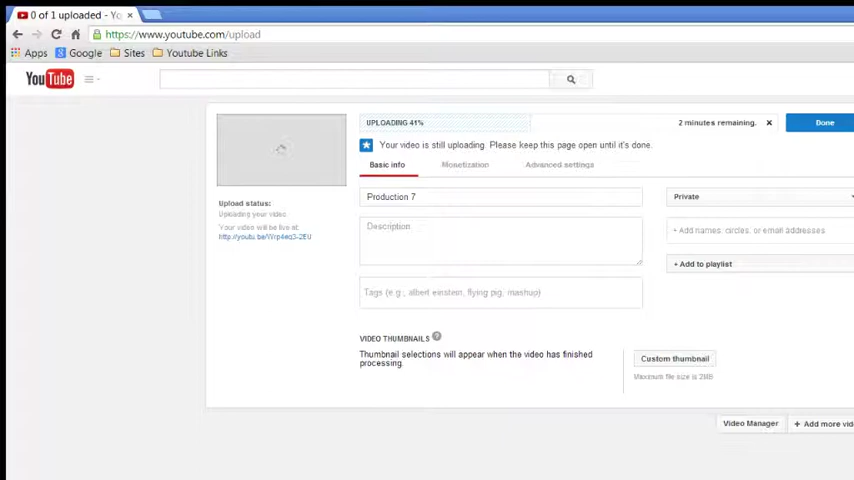 0 of 1 uploaded - Yo
https://www.youtube.com/upload
Apps Google Sites Youtube Links
YouTube
UPLOADING 41% 2 minutes remaining. Done
Your video is still uploading. Please keep this page open until it's done.
Basic info Monetization Advanced settings
Production 7 Private
Upload status:
Uploading your video.
Your video will be live at:
Description
+ Add names, circles, or email addresses
+ Add to playlist
Tags (e.g., albert einstein, flying pig, mashup)
VIDEO THUMBNAILS ?
Thumbnail selections will appear when the video has finished
processing.
Custom thumbnail
Maximum file size is 2MB
Video Manager + Add more vid